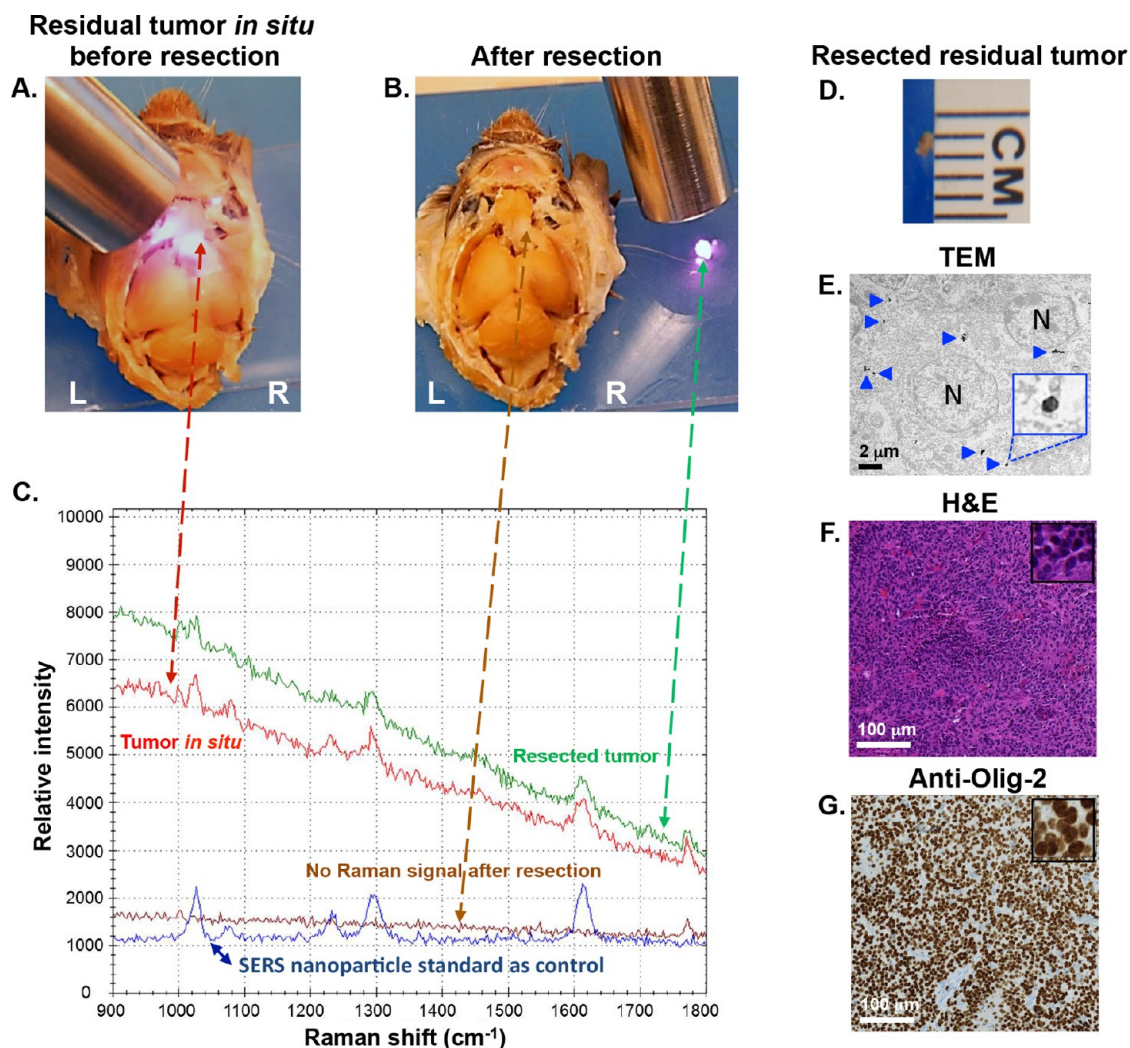 Residual tumor in situ
before resection
After resection
Resected residual tumor
A.
B.
D.
CM
L
R
L
R
TEM
E.
N
N
2 μm
C.
10000
9000
8000
7000
6000
5000
4000
3000
2000
1000
0
Relative intensity
Tumor in situ
Resected tumor
No Raman signal after resection
SERS nanoparticle standard as control
900
1000
1100
1200
1300
1400
1500
1600
1700
1800
Raman shift (cm⁻¹)
H&E
F.
100 μm
Anti-Olig-2
G.
100 μm